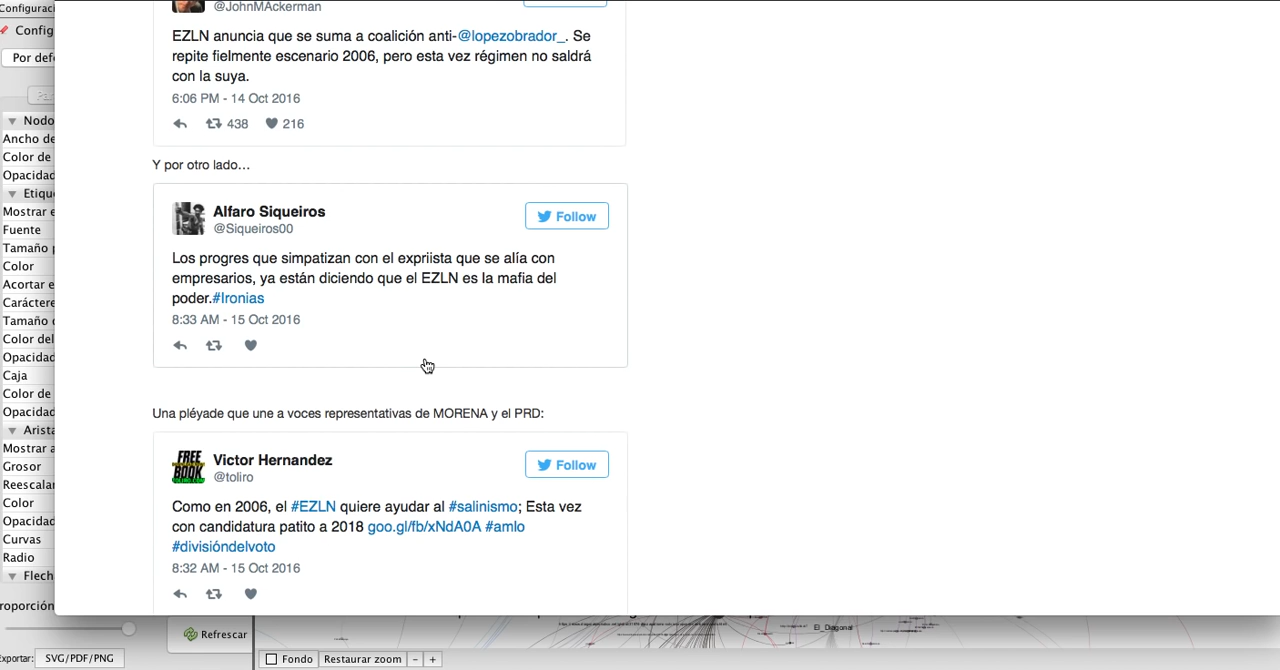 Configuraci
Config
Por defe
Nodo
Ancho de
Color de
Opacidad
Etiqu
Mostrar e
Fuente
Tamaño p
Color
Acortar e
Caráctere
Tamaño d
Color del
Opacidad
Caja
Color de
Opacidad
Arista
Mostrar a
Grosor
Reescalar
Color
Opacidad
Curvas
Radio
Flech
roporción
Refrescar
Exportar: SVG/PDF/PNG
@JohnMAckerman
EZLN anuncia que se suma a coalición anti-@lopezobrador_. Se
repite fielmente escenario 2006, pero esta vez régimen no saldrá
con la suya.
6:06 PM - 14 Oct 2016
438 216
Y por otro lado…
Alfaro Siqueiros
@Siqueiros00
Follow
Los progres que simpatizan con el expriista que se alía con
empresarios, ya están diciendo que el EZLN es la mafia del
poder.#Ironias
8:33 AM - 15 Oct 2016
Una pléyade que une a voces representativas de MORENA y el PRD:
FREE
BOOK
Victor Hernandez
@toliro
Follow
Como en 2006, el #EZLN quiere ayudar al #salinismo; Esta vez
con candidatura patito a 2018 goo.gl/fb/xNdA0A #amlo
#divisióndelvoto
8:32 AM - 15 Oct 2016
El_Diagonal
Fondo Restaurar zoom - +